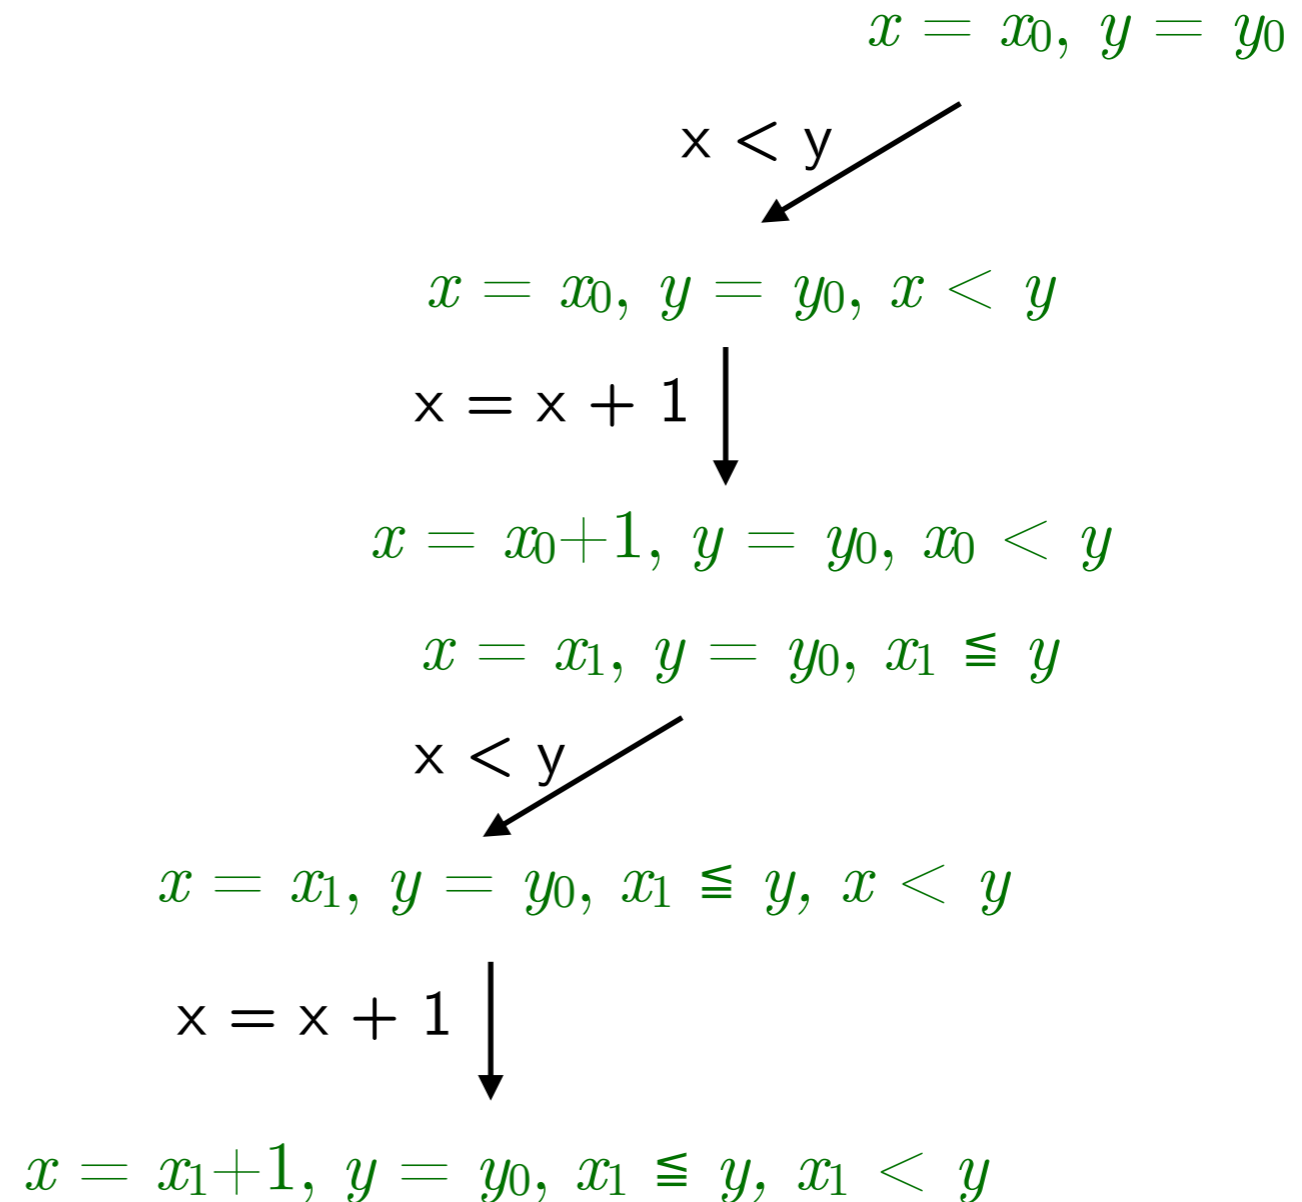 x = x₀, y = y₀
x < y
x = x₀, y = y₀, x < y
x = x + 1
x = x₀+1, y = y₀, x₀ < y
x = x₁, y = y₀, x₁ ≦ y
x < y
x = x₁, y = y₀, x₁ ≦ y, x < y
x = x + 1
x = x₁+1, y = y₀, x₁ ≦ y, x₁ < y